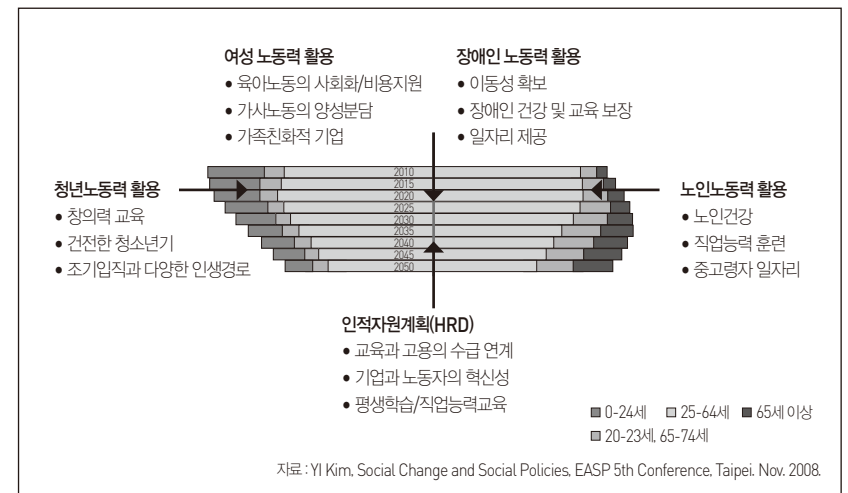 여성 노동력 활용
• 육아노동의 사회화/비용지원
• 가사노동의 양성분담
• 가족친화적 기업
장애인 노동력 활용
• 이동성 확보
• 장애인 건강 및 교육 보장
• 일자리 제공
청년노동력 활용
• 창의력 교육
• 건전한 청소년기
• 조기입직과 다양한 인생경로
2010
2015
2020
2025
2030
2035
2040
2045
2050
노인노동력 활용
• 노인건강
• 직업능력 훈련
• 중고령자 일자리
인적자원계획(HRD)
• 교육과 고용의 수급 연계
• 기업과 노동자의 혁신성
• 평생학습/직업능력교육
0-24세 25-64세 65세 이상
20-23세, 65-74세
자료 : YI Kim, Social Change and Social Policies, EASP 5th Conference, Taipei. Nov. 2008.